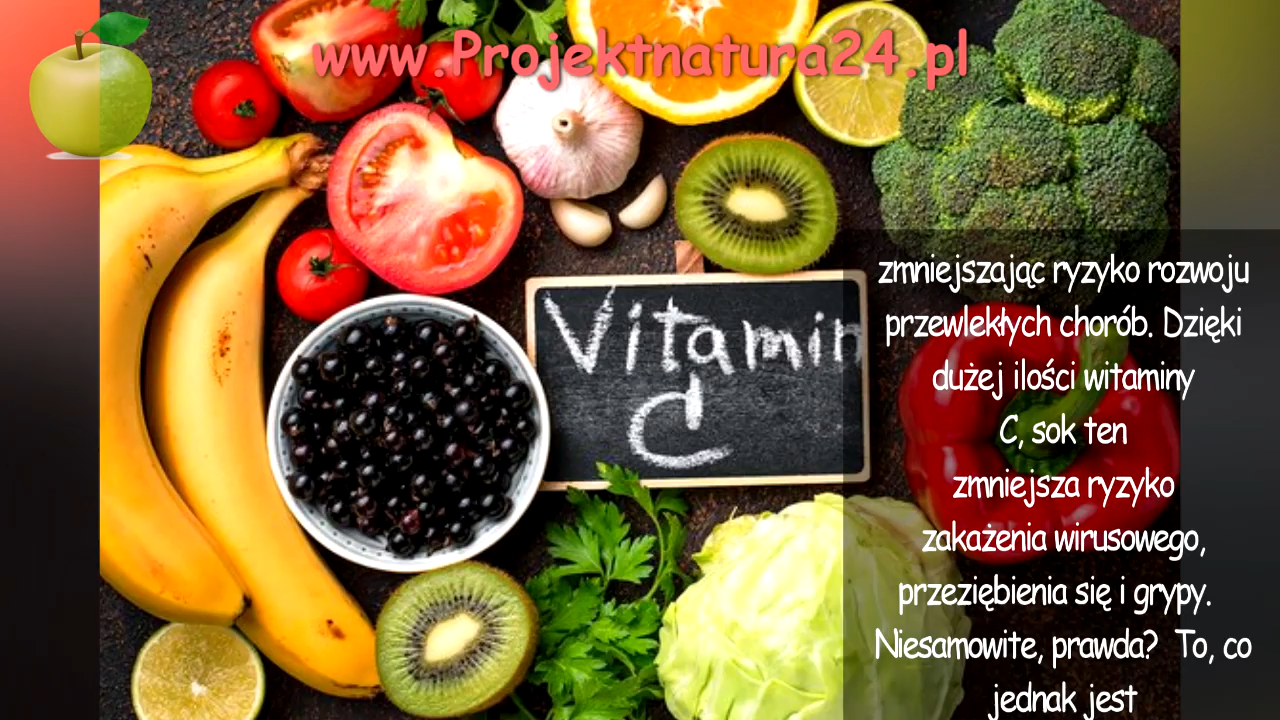 www.Projektnatura24.pl
Vitamin
C
zmniejszając ryzyko rozwoju
przewlekłych chorób. Dzięki
dużej ilości witaminy
C, sok ten
zmniejsza ryzyko
zakażenia wirusowego,
przeziębienia się i grypy.
Niesamowite, prawda? To, co
jednak jest